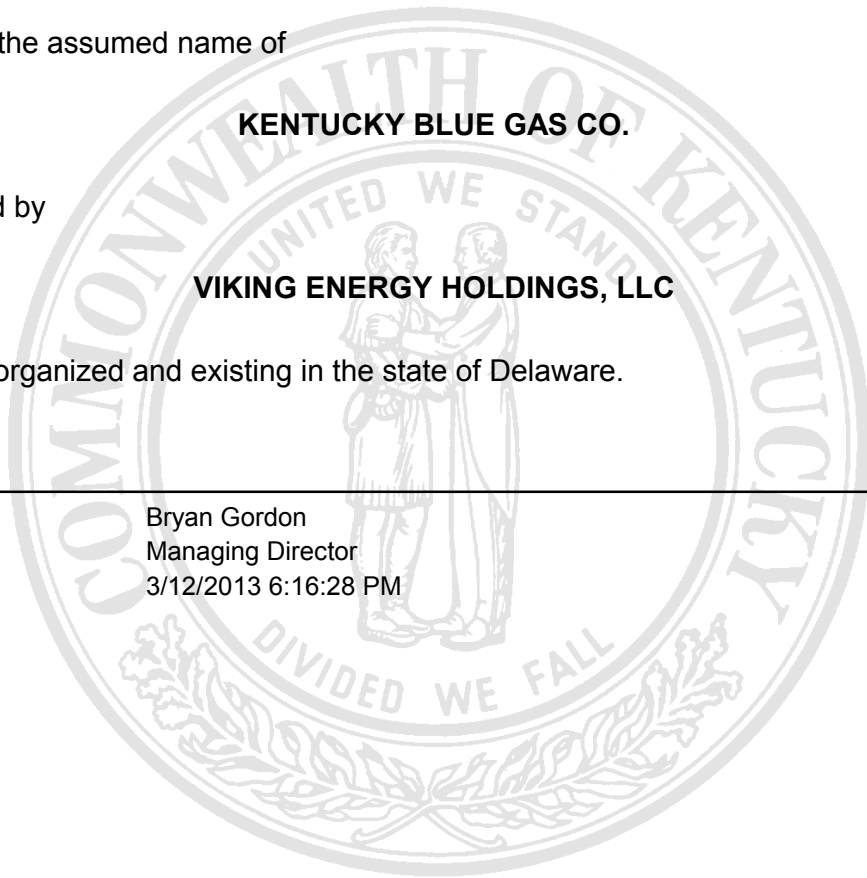 the assumed name of
KENTUCKY BLUE GAS CO.
d by
VIKING ENERGY HOLDINGS, LLC
organized and existing in the state of Delaware.
Bryan Gordon
Managing Director
3/12/2013 6:16:28 PM
COMMONWEALTH OF KENTUCKY
UNITED WE STAND
DIVIDED WE FALL